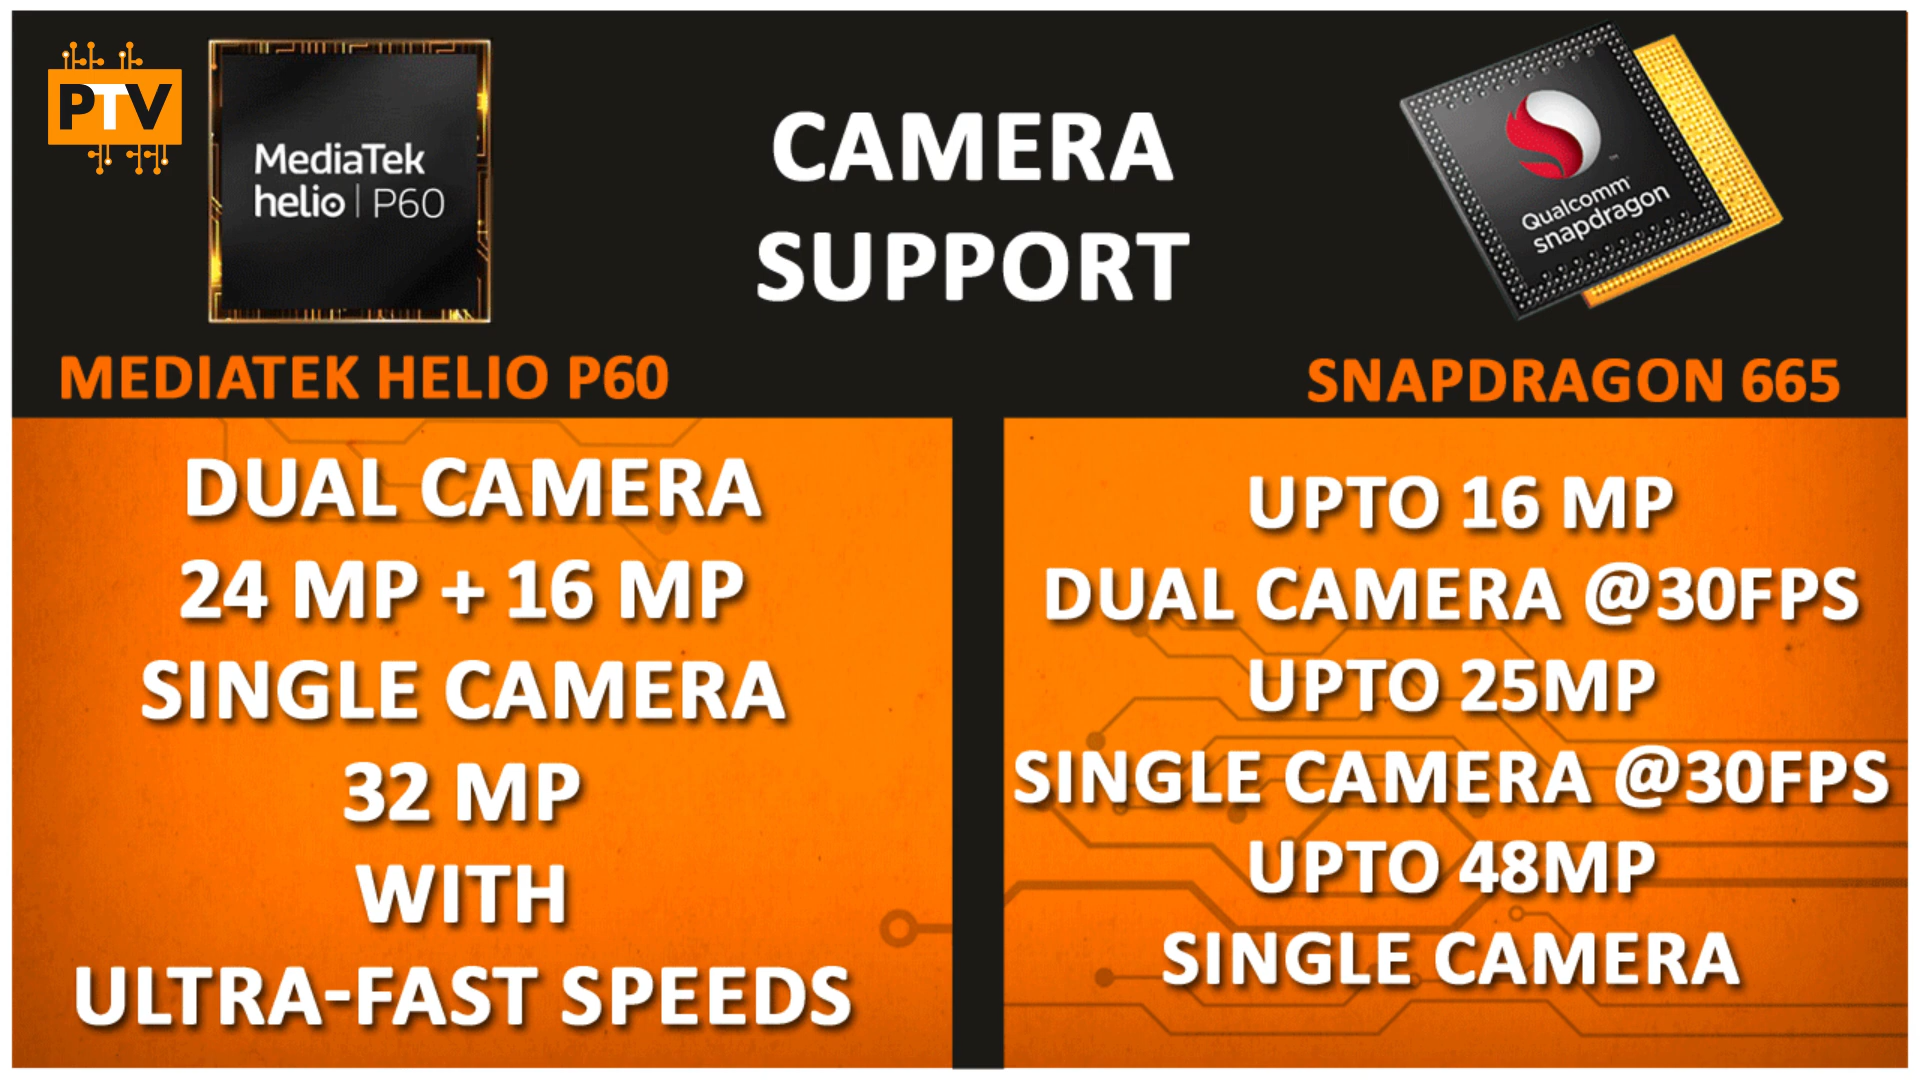 PTV
MediaTek
helio | P60
CAMERA
SUPPORT
Qualcomm
snapdragon
MEDIATEK HELIO P60
SNAPDRAGON 665
DUAL CAMERA
24 MP + 16 MP
SINGLE CAMERA
32 MP
WITH
ULTRA-FAST SPEEDS
UPTO 16 MP
DUAL CAMERA @30FPS
UPTO 25MP
SINGLE CAMERA @30FPS
UPTO 48MP
SINGLE CAMERA